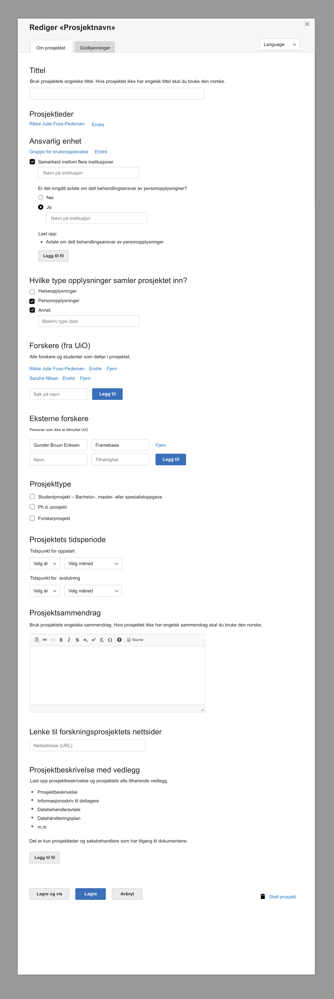 Rediger «Prosjektnavn»
Om prosjektet
Godkjenninger
Language
Tittel
Bruk prosjektets engelske tittel. Hvis prosjektet ikke har engelsk tittel skal du bruke den norske.
Prosjektleder
Rikke Julie Foss-Pedersen Endre
Ansvarlig enhet
Gruppe for brukeropplevelse Endre
Samarbeid mellom flere institusjoner
Navn på institusjon
Er det inngått avtale om delt behandlingsansvar av personopplysnigner?
Nei
Ja
Navn på institusjon
Last opp:
Avtale om delt behandlingsansvar av personopplysninger
Legg til fil
Hvilke type opplysninger samler prosjektet inn?
Helseopplysninger
Personopplysninger
Annet
Beskriv type data
Forskere (fra UiO)
Alle forskere og studenter som deltar i prosjektet.
Rikke Julie Foss-Pedersen Endre Fjern
Sandra Nilsen Endre Fjern
Søk på navn Legg til
Eksterne forskere
Personer som ikke er tilknyttet UiO.
Gunder Bruun Eriksen Framebase Fjern
Navn Tilhørlighet Legg til
Prosjekttype
Studentprosjekt – Bachelor-, master- eller spesialistoppgave
Ph.d.-prosjekt
Forskerprosjekt
Prosjektets tidsperiode
Tidspunkt for oppstart
Velg år Velg måned
Tidspunkt for avslutning
Velg år Velg måned
Prosjektsammendrag
Bruk prosjektets engelske sammendrag. Hvis prosjektet ikke har engelsk sammendrag skal du bruke den norske.
Source
Lenke til forskningsprosjektets nettsider
Nettadresse (URL)
Prosjektbeskrivelse med vedlegg
Last opp prosjektbeskrivelse og prosjektets alle tilhørende vedlegg.
Prosjektbeskrivelse
Informasjonsskriv til deltagere
Databehandleravtale
Datahåndteringsplan
m.m
Det er kun prosjektleder og saksbehandlere som har tilgang til dokumentene.
Legg til fil
Lagre og vis Lagre Avbryt Slett prosjekt